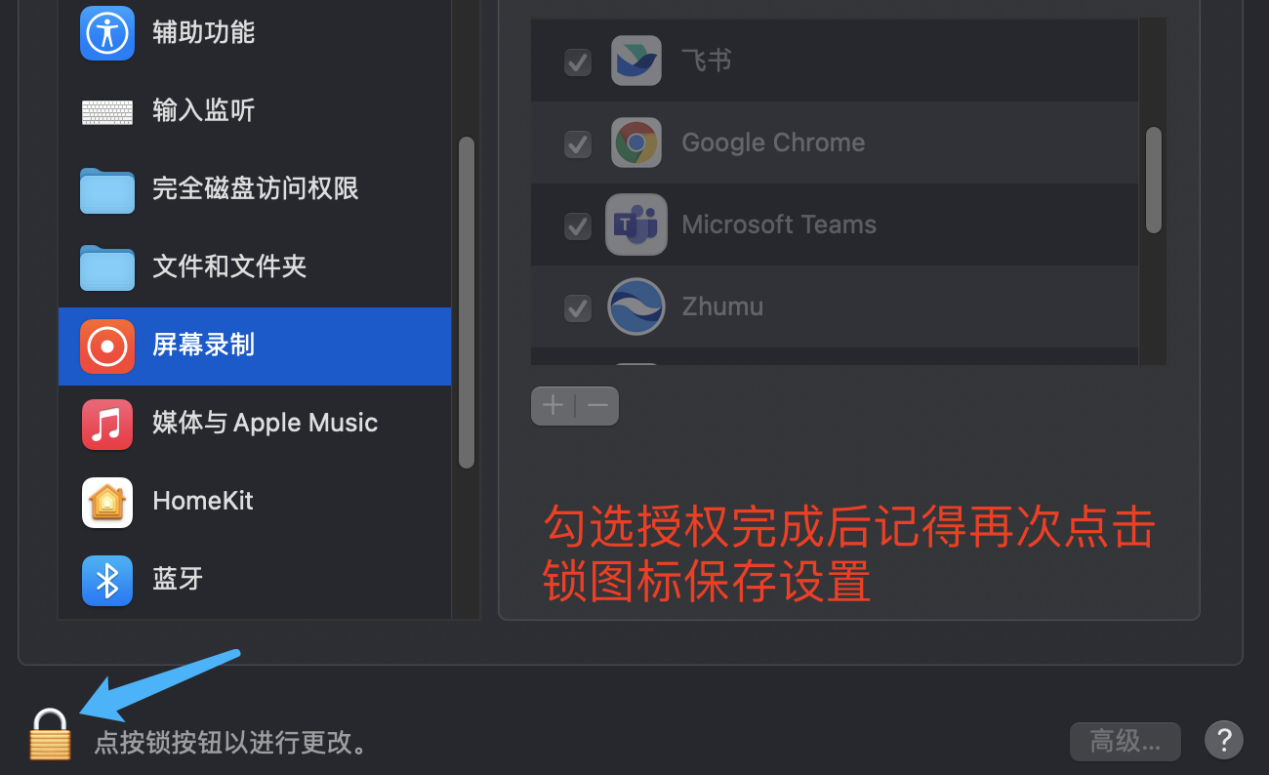 辅助功能
输入监听
完全磁盘访问权限
文件和文件夹
屏幕录制
媒体与 Apple Music
HomeKit
蓝牙
飞书
Google Chrome
T
Microsoft Teams
Zhumu
勾选授权完成后记得再次点击
锁图标保存设置
点按锁按钮以进行更改。
高级...
?